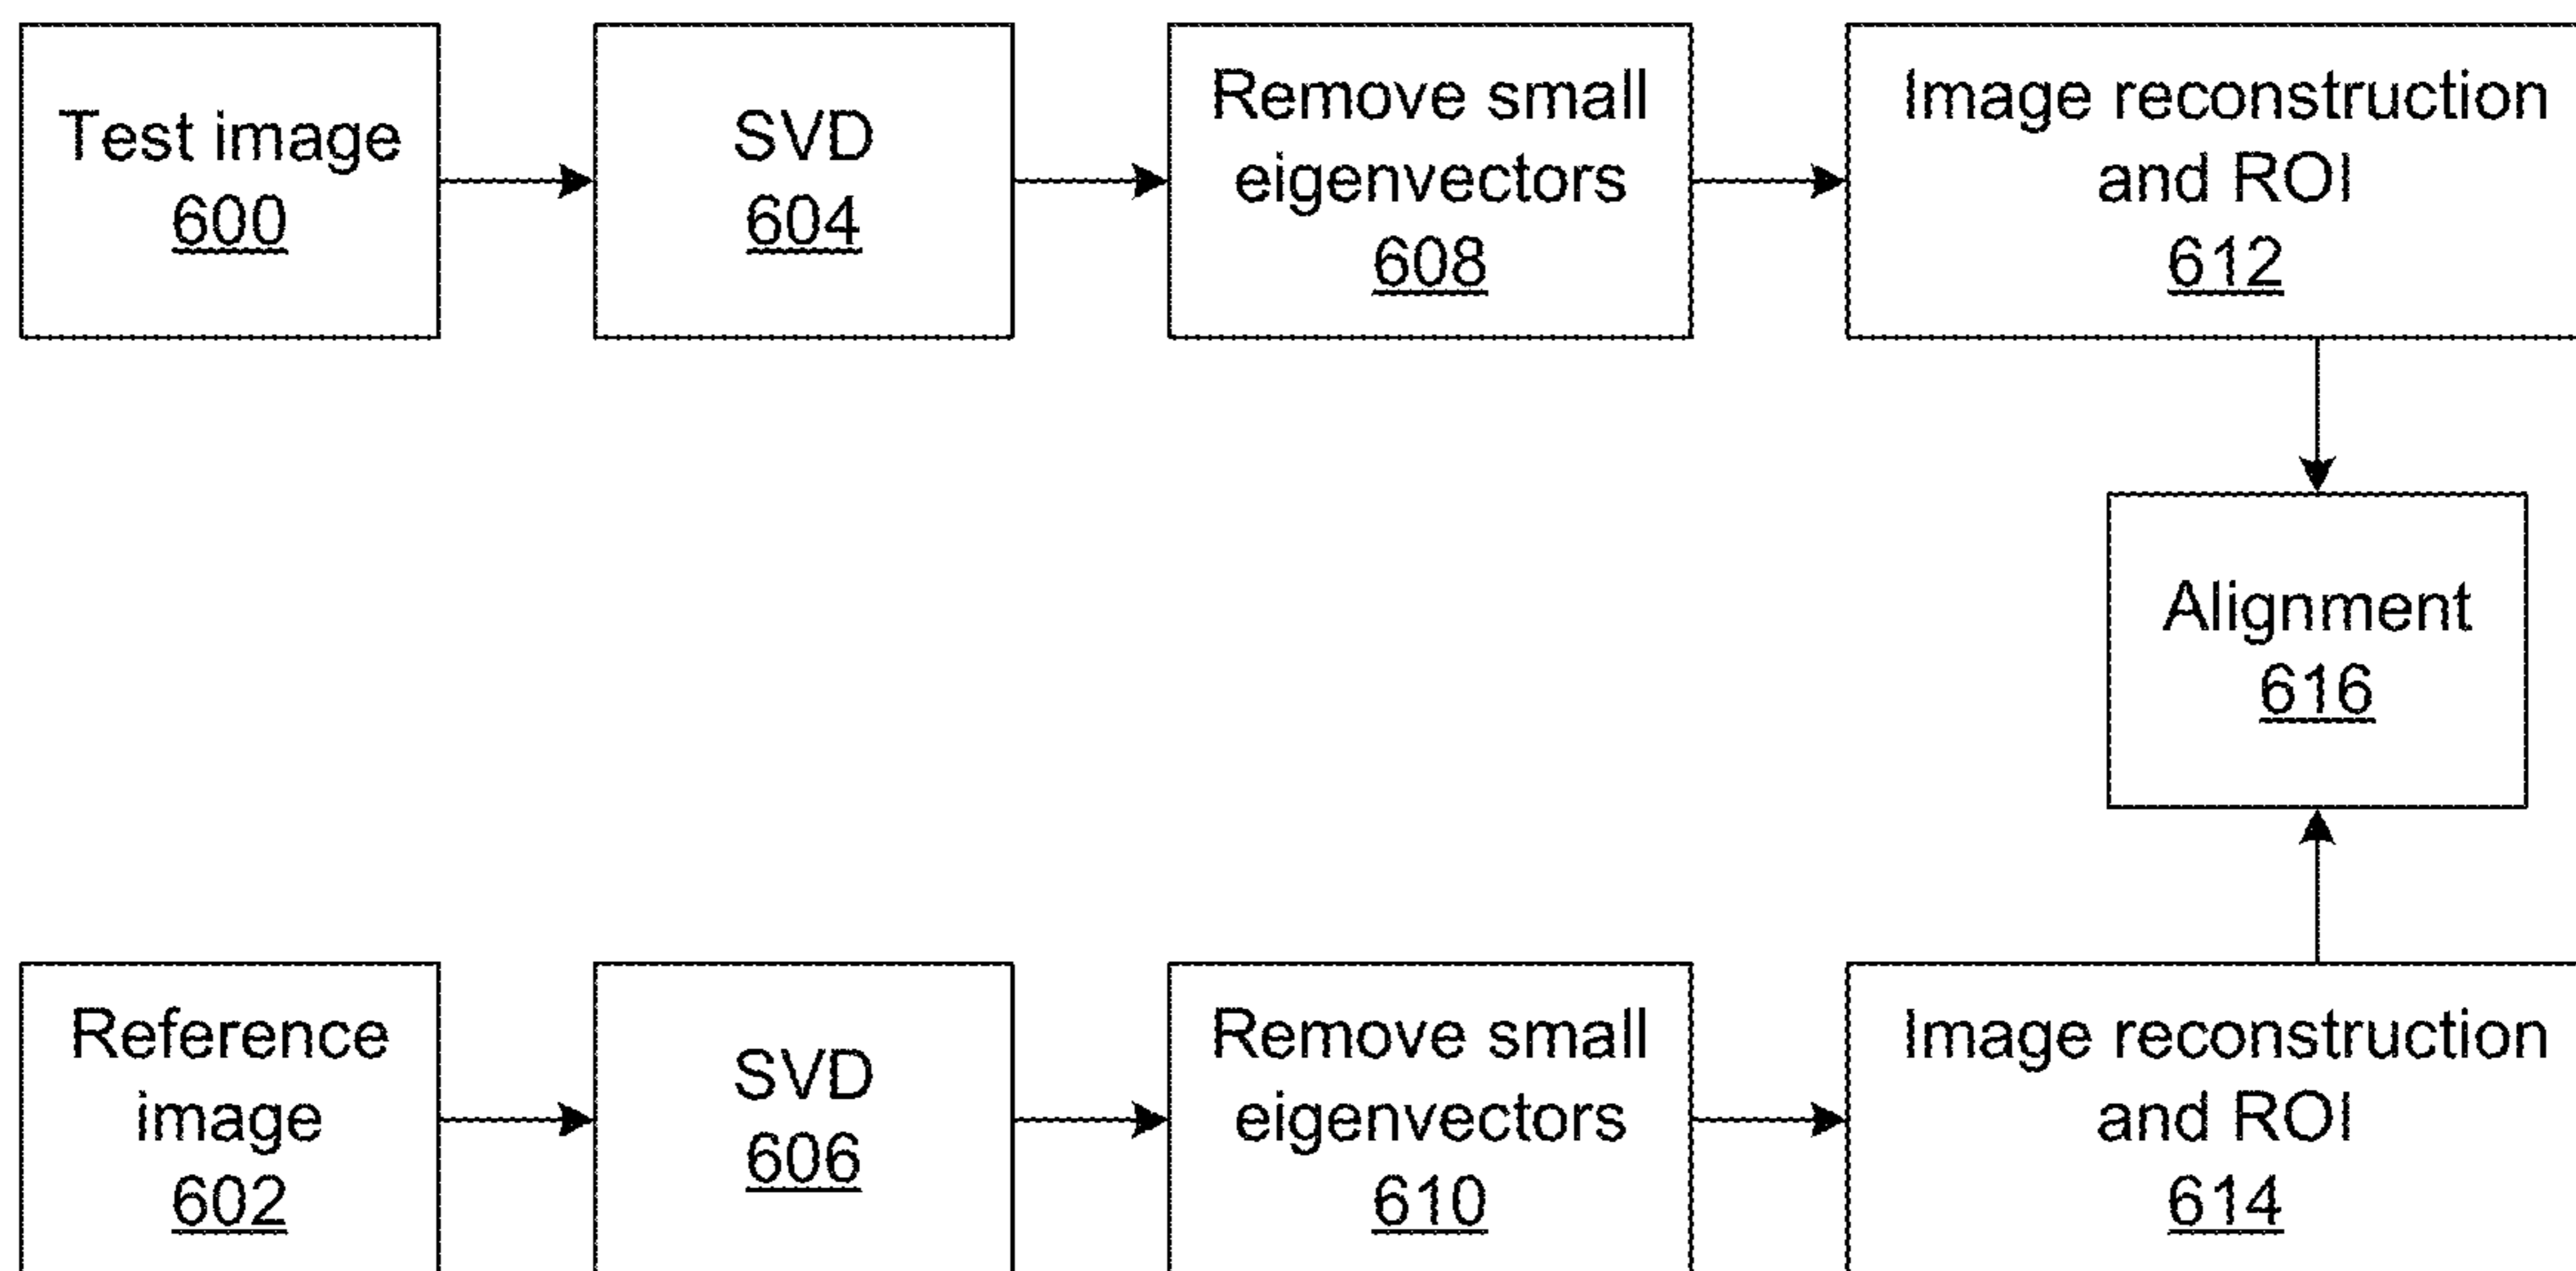 Test image
600
SVD
604
Remove small
eigenvectors
608
Image reconstruction
and ROI
612
Alignment
616
Reference
image
602
SVD
606
Remove small
eigenvectors
610
Image reconstruction
and ROI
614